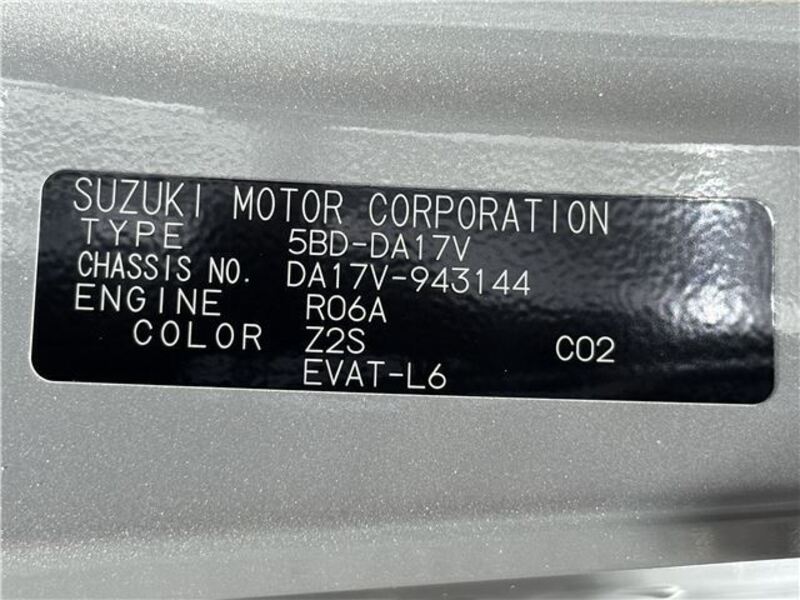 SUZUKI MOTOR CORPORATION
TYPE 5BD-DA17V
CHASSIS NO. DA17V-943144
ENGINE R06A
COLOR Z2S C02
EVAT-L6